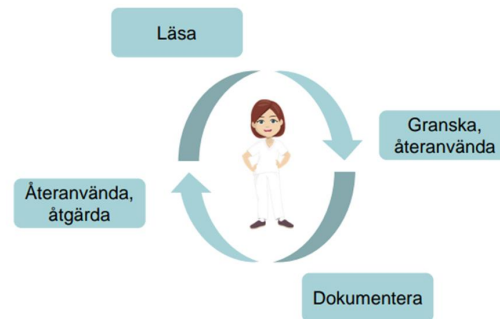 Läsa
Granska,
återanvända
Återanvända,
åtgärda
Dokumentera